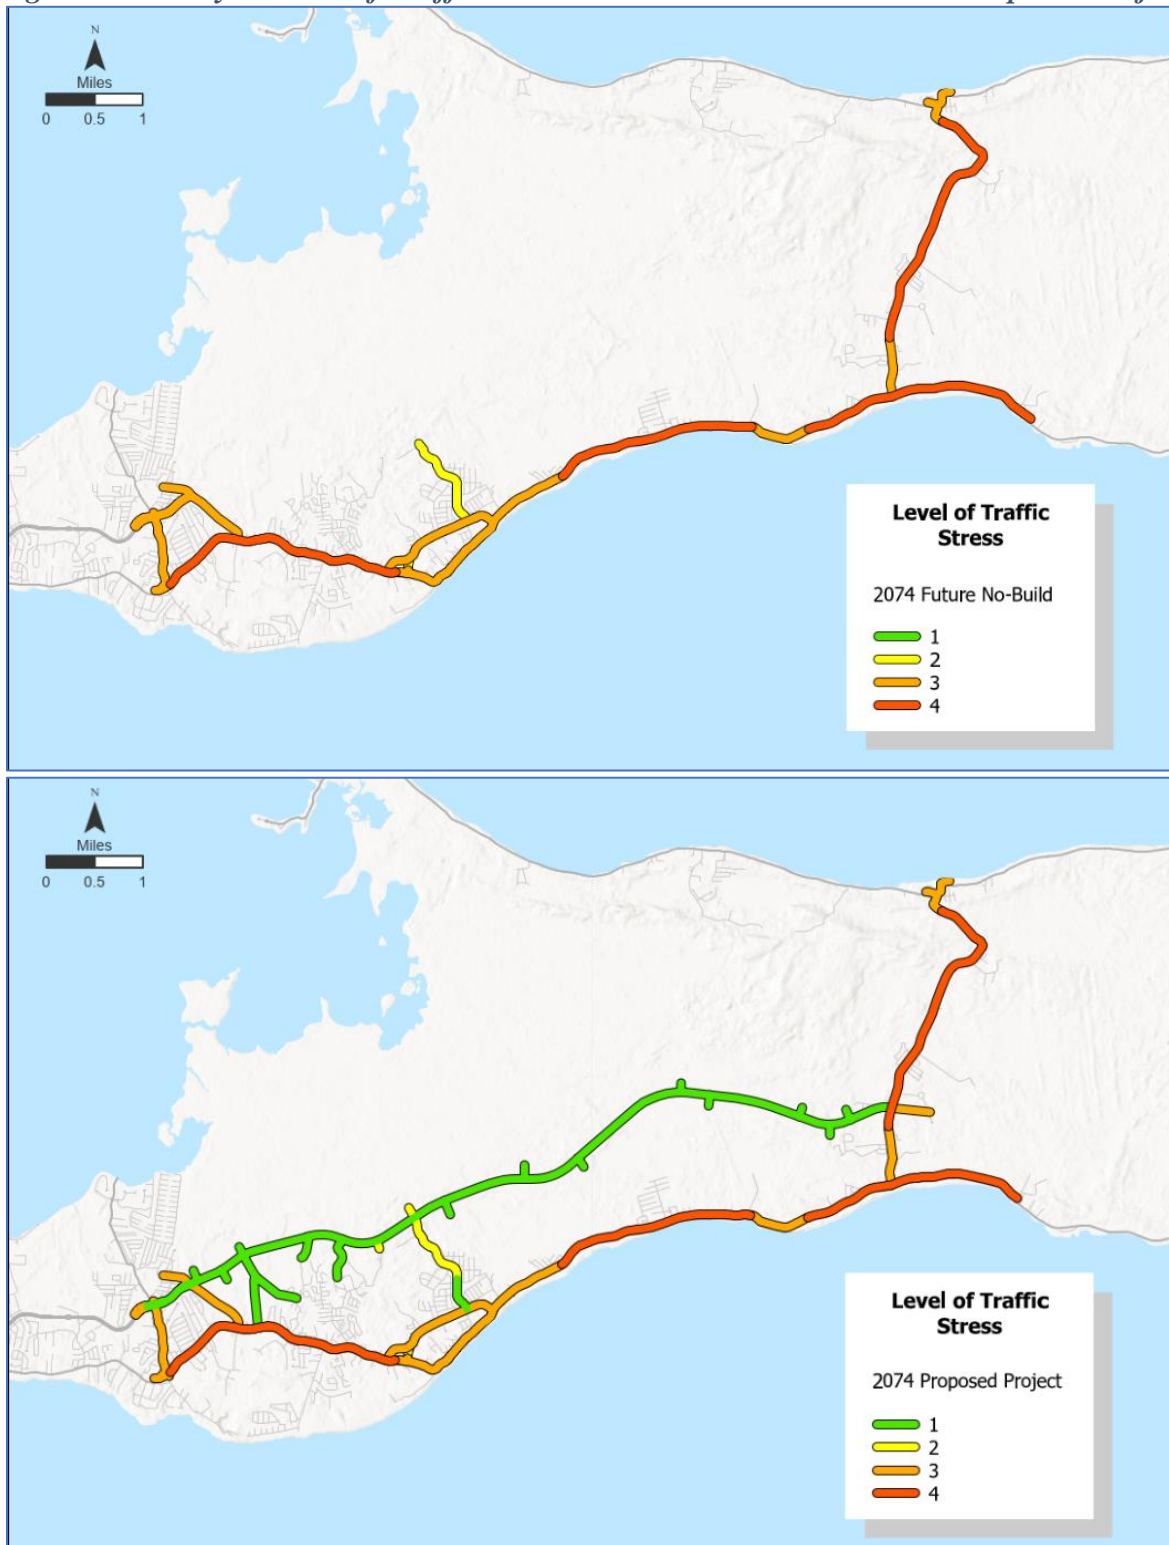 N
Miles
0 0.5 1
Level of Traffic
Stress
2074 Future No-Build
1
2
3
4
N
Miles
0 0.5 1
Level of Traffic
Stress
2074 Proposed Project
1
2
3
4